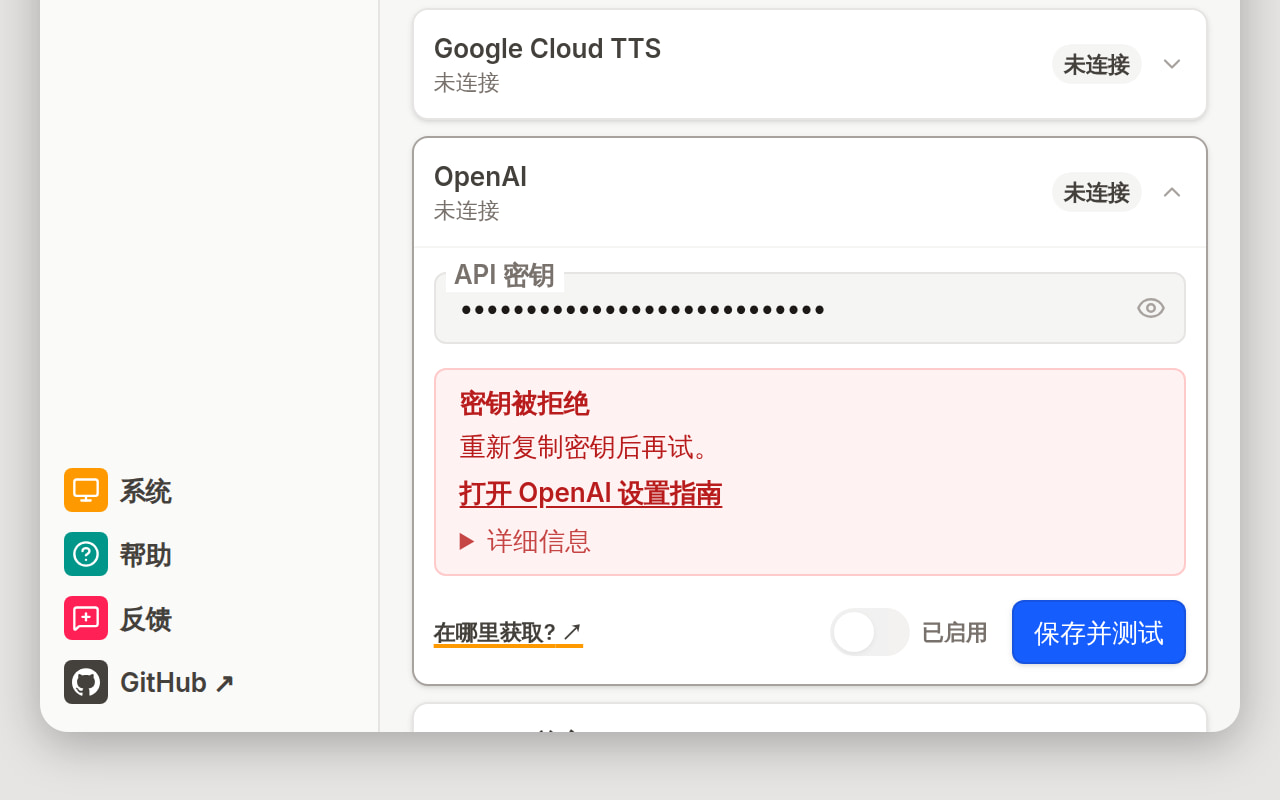 Google Cloud TTS
未连接
未连接
OpenAI
未连接
未连接
API 密钥
••••••••••••••••••••••••••••
密钥被拒绝
重新复制密钥后再试。
打开 OpenAI 设置指南
▶ 详细信息
在哪里获取? ↗
已启用
保存并测试
系统
帮助
反馈
GitHub ↗